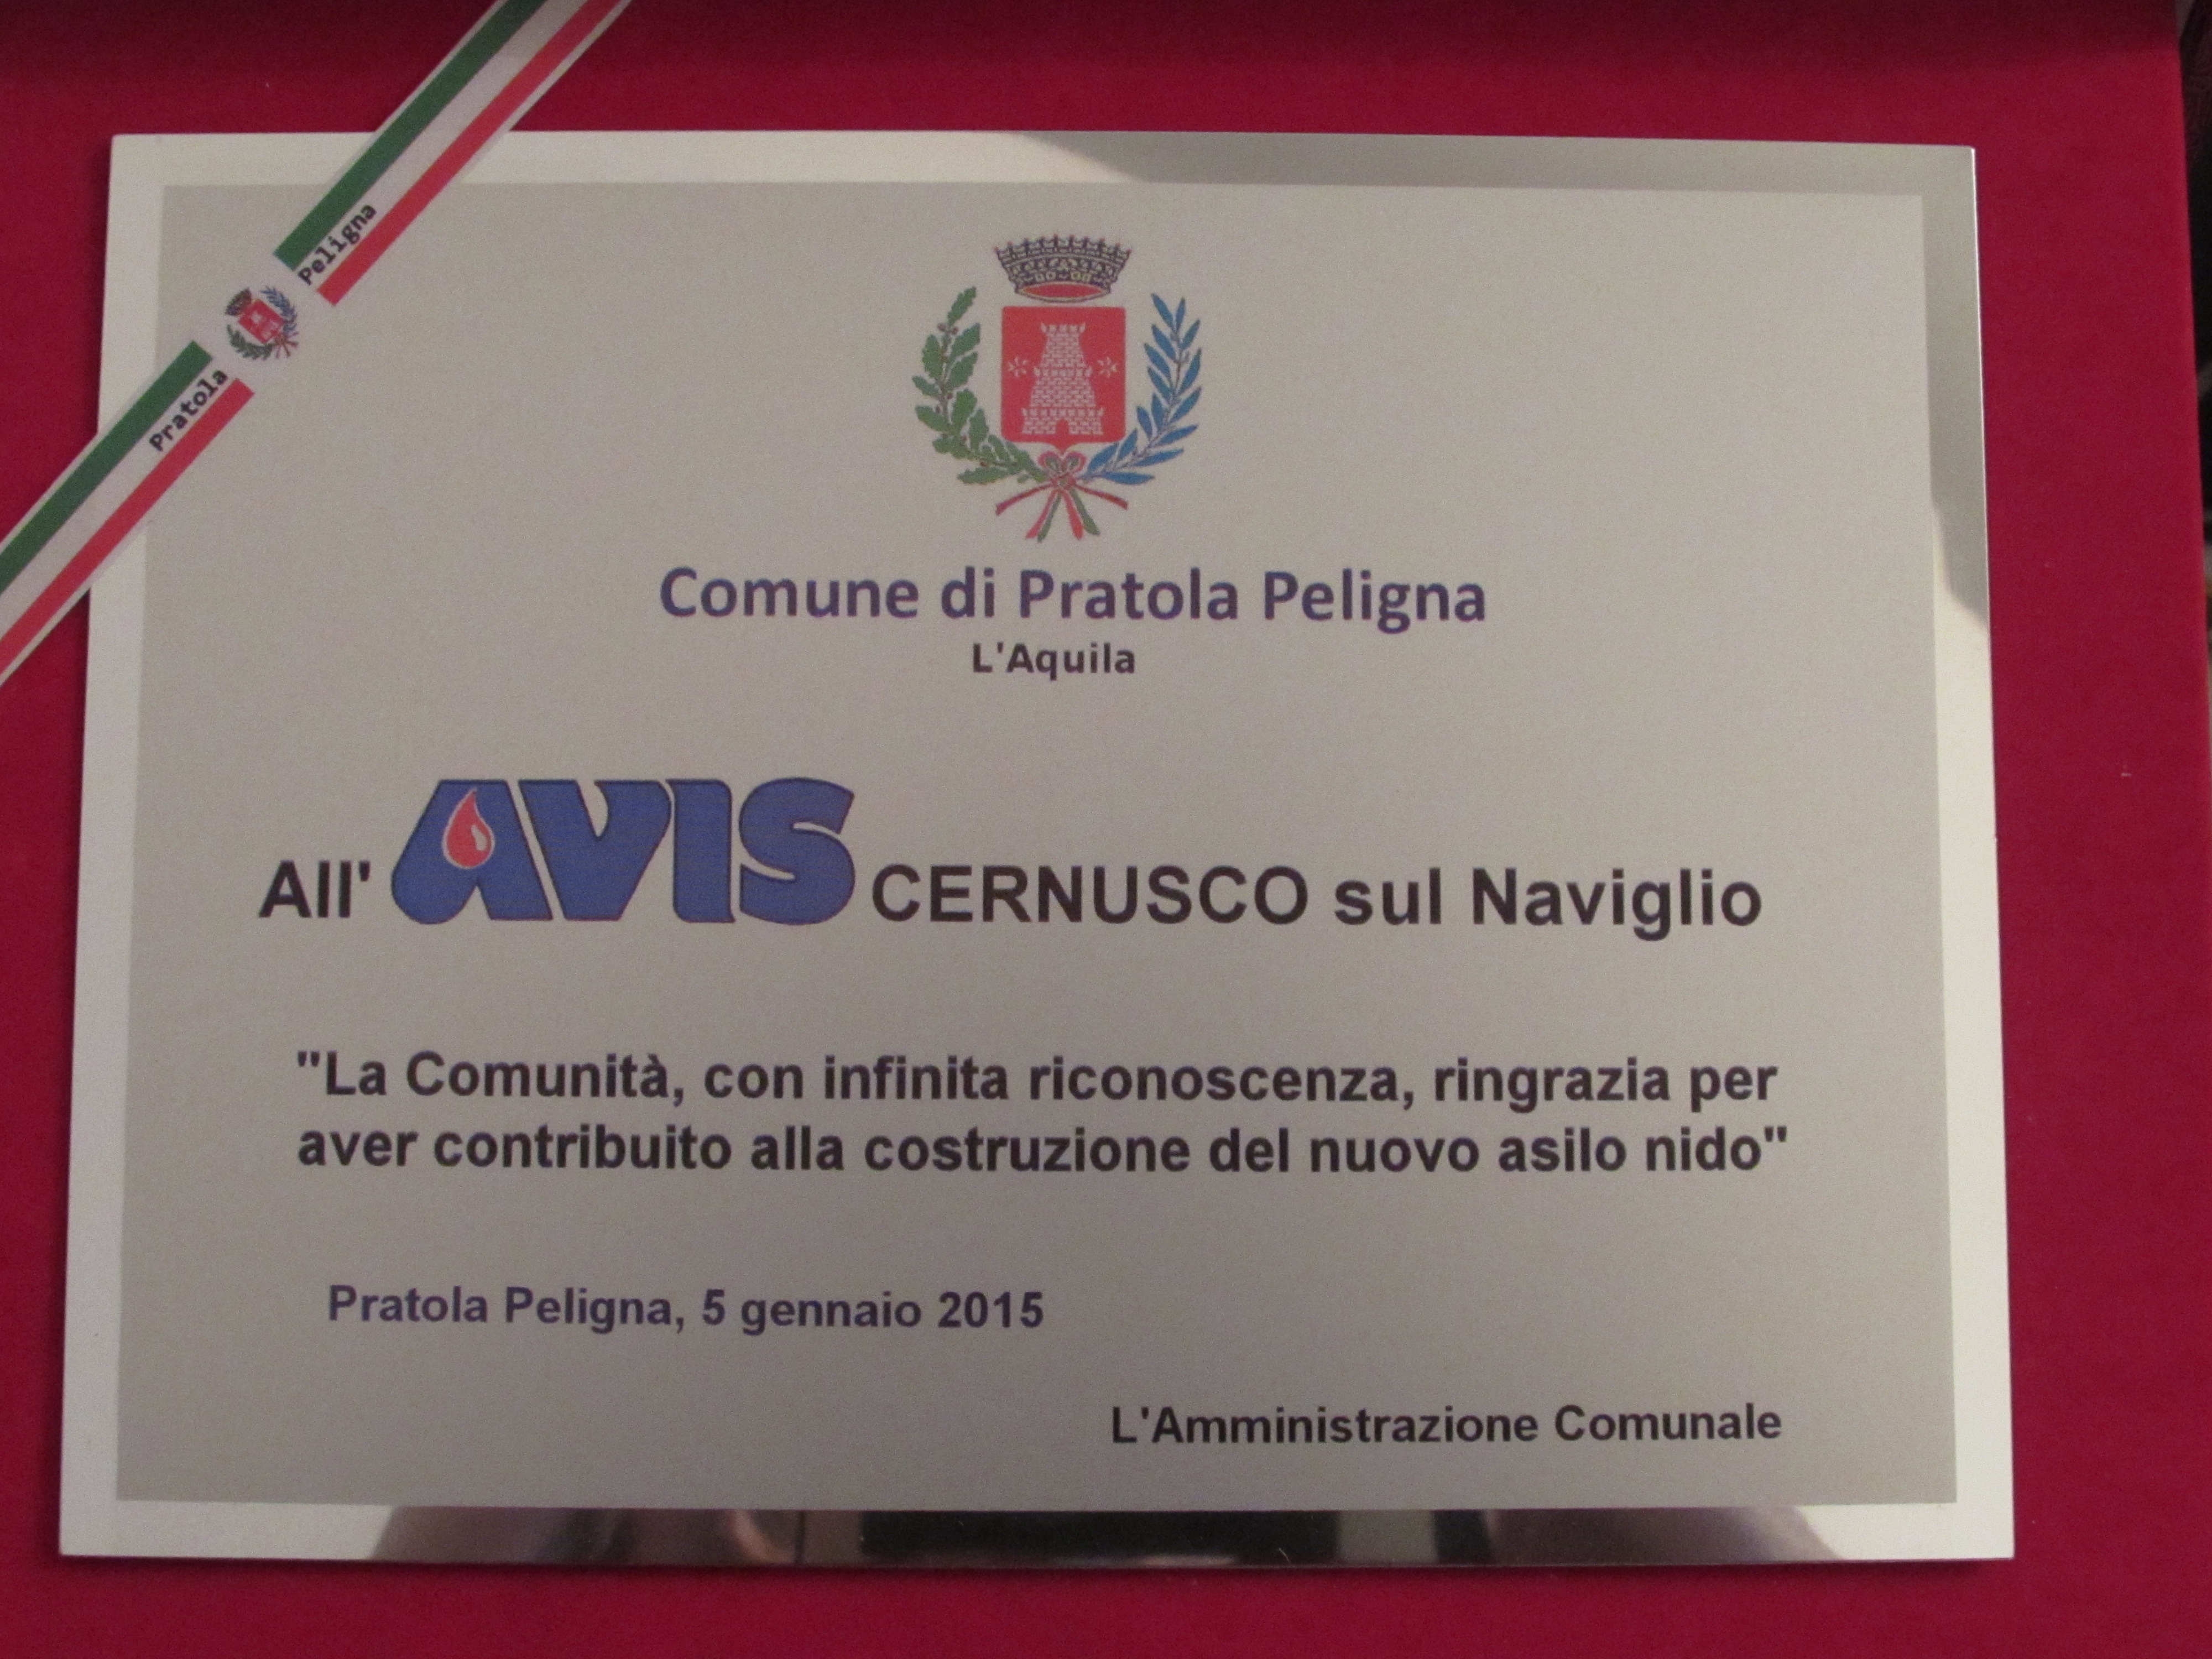 Pratola Peligna
Comune di Pratola Peligna
L'Aquila
All' AVIS CERNUSCO sul Naviglio
"La Comunità, con infinita riconoscenza, ringrazia per
aver contribuito alla costruzione del nuovo asilo nido"
Pratola Peligna, 5 gennaio 2015
L'Amministrazione Comunale